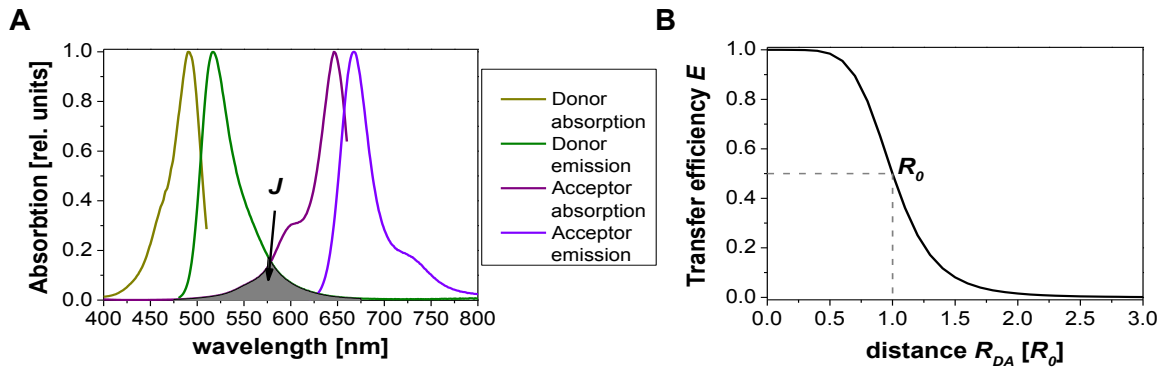 A
Absorbtion [rel. units]
1.0
0.8
0.6
0.4
0.2
0.0
J
400 450 500 550 600 650 700 750 800
wavelength [nm]
Donor
absorption
Donor
emission
Acceptor
absorption
Acceptor
emission
B
Transfer efficiency E
1.0
0.8
0.6
0.4
0.2
0.0
R0
0.0 0.5 1.0 1.5 2.0 2.5 3.0
distance RDA [R0]